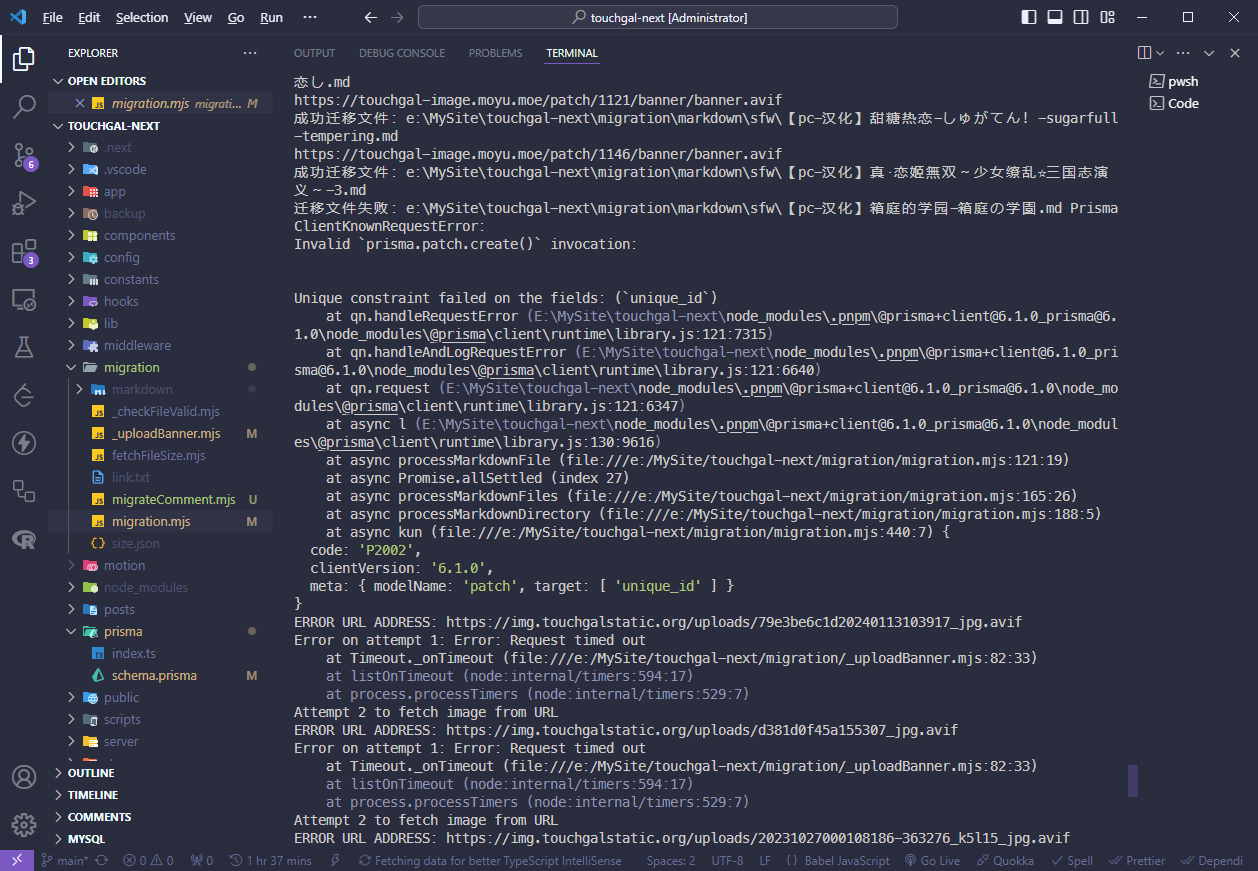 File Edit Selection View Go Run ··· touchgal-next [Administrator]
EXPLORER ···
OPEN EDITORS
JS migration.mjs migrati... M
TOUCHGAL-NEXT
.next
.vscode
app
backup
components
config
constants
hooks
lib
middleware
migration
markdown
JS _checkFileValid.mjs
JS _uploadBanner.mjs M
JS fetchFileSize.mjs
link.txt
JS migrateComment.mjs U
JS migration.mjs M
{} size.json
motion
node_modules
posts
prisma
TS index.ts
schema.prisma M
public
scripts
server
OUTLINE
TIMELINE
COMMENTS
MYSQL
6
3
OUTPUT DEBUG CONSOLE PROBLEMS TERMINAL
pwsh
Code
恋し.md
https://touchgal-image.moyu.moe/patch/1121/banner/banner.avif
成功迁移文件: e:\MySite\touchgal-next\migration\markdown\sfw\【pc-汉化】甜糖热恋-しゅがてん！-sugarfull
-tempering.md
https://touchgal-image.moyu.moe/patch/1146/banner/banner.avif
成功迁移文件: e:\MySite\touchgal-next\migration\markdown\sfw\【pc-汉化】真·恋姬無双～少女缭乱☆三国志演
义～-3.md
迁移文件失败: e:\MySite\touchgal-next\migration\markdown\sfw\【pc-汉化】箱庭的学园-箱庭の学園.md Prisma
ClientKnownRequestError:
Invalid `prisma.patch.create()` invocation:
Unique constraint failed on the fields: (`unique_id`)
at qn.handleRequestError (E:\MySite\touchgal-next\node_modules\.pnpm\@prisma+client@6.1.0_prisma@6.
1.0\node_modules\@prisma\client\runtime\library.js:121:7315)
at qn.handleAndLogRequestError (E:\MySite\touchgal-next\node_modules\.pnpm\@prisma+client@6.1.0_pri
sma@6.1.0\node_modules\@prisma\client\runtime\library.js:121:6640)
at qn.request (E:\MySite\touchgal-next\node_modules\.pnpm\@prisma+client@6.1.0_prisma@6.1.0\node_mo
dules\@prisma\client\runtime\library.js:121:6347)
at async l (E:\MySite\touchgal-next\node_modules\.pnpm\@prisma+client@6.1.0_prisma@6.1.0\node_modul
es\@prisma\client\runtime\library.js:130:9616)
at async processMarkdownFile (file:///e:/MySite/touchgal-next/migration/migration.mjs:121:19)
at async Promise.allSettled (index 27)
at async processMarkdownFiles (file:///e:/MySite/touchgal-next/migration/migration.mjs:165:26)
at async processMarkdownDirectory (file:///e:/MySite/touchgal-next/migration/migration.mjs:188:5)
at async kun (file:///e:/MySite/touchgal-next/migration/migration.mjs:440:7) {
code: 'P2002',
clientVersion: '6.1.0',
meta: { modelName: 'patch', target: [ 'unique_id' ] }
}
ERROR URL ADDRESS: https://img.touchgalstatic.org/uploads/79e3be6c1d20240113103917_jpg.avif
Error on attempt 1: Error: Request timed out
at Timeout._onTimeout (file:///e:/MySite/touchgal-next/migration/_uploadBanner.mjs:82:33)
at listOnTimeout (node:internal/timers:594:17)
at process.processTimers (node:internal/timers:529:7)
Attempt 2 to fetch image from URL
ERROR URL ADDRESS: https://img.touchgalstatic.org/uploads/d381d0f45a155307_jpg.avif
Error on attempt 1: Error: Request timed out
at Timeout._onTimeout (file:///e:/MySite/touchgal-next/migration/_uploadBanner.mjs:82:33)
at listOnTimeout (node:internal/timers:594:17)
at process.processTimers (node:internal/timers:529:7)
Attempt 2 to fetch image from URL
ERROR URL ADDRESS: https://img.touchgalstatic.org/uploads/20231027000108186-363276_k5l15_jpg.avif
main* 0 0 0 1 hr 37 mins Fetching data for better TypeScript IntelliSense Spaces: 2 UTF-8 LF {} Babel JavaScript Go Live Quokka Spell Prettier Dependi